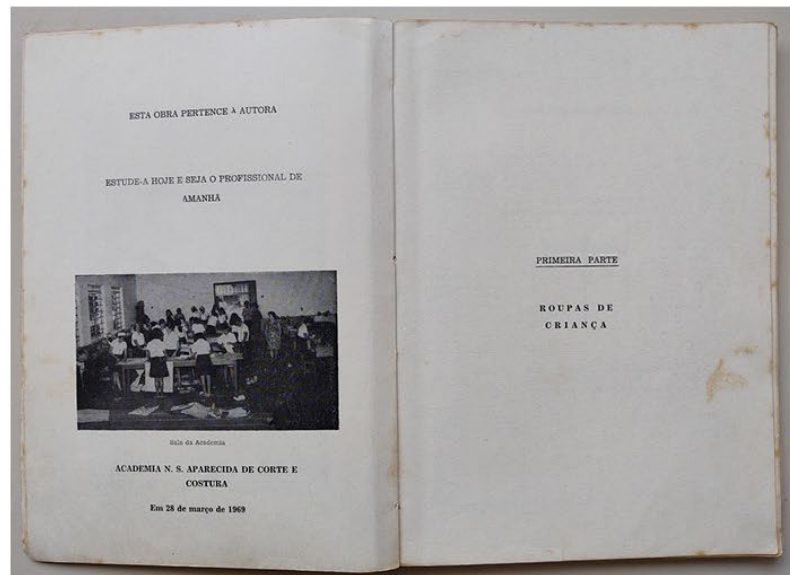 ESTA OBRA PERTENCE À AUTORA
ESTUDE-A HOJE E SEJA O PROFISSIONAL DE
AMANHÃ
Sala da Academia
ACADEMIA N. S. APARECIDA DE CORTE E
COSTURA
Em 28 de março de 1969
PRIMEIRA PARTE
ROUPAS DE
CRIANÇA